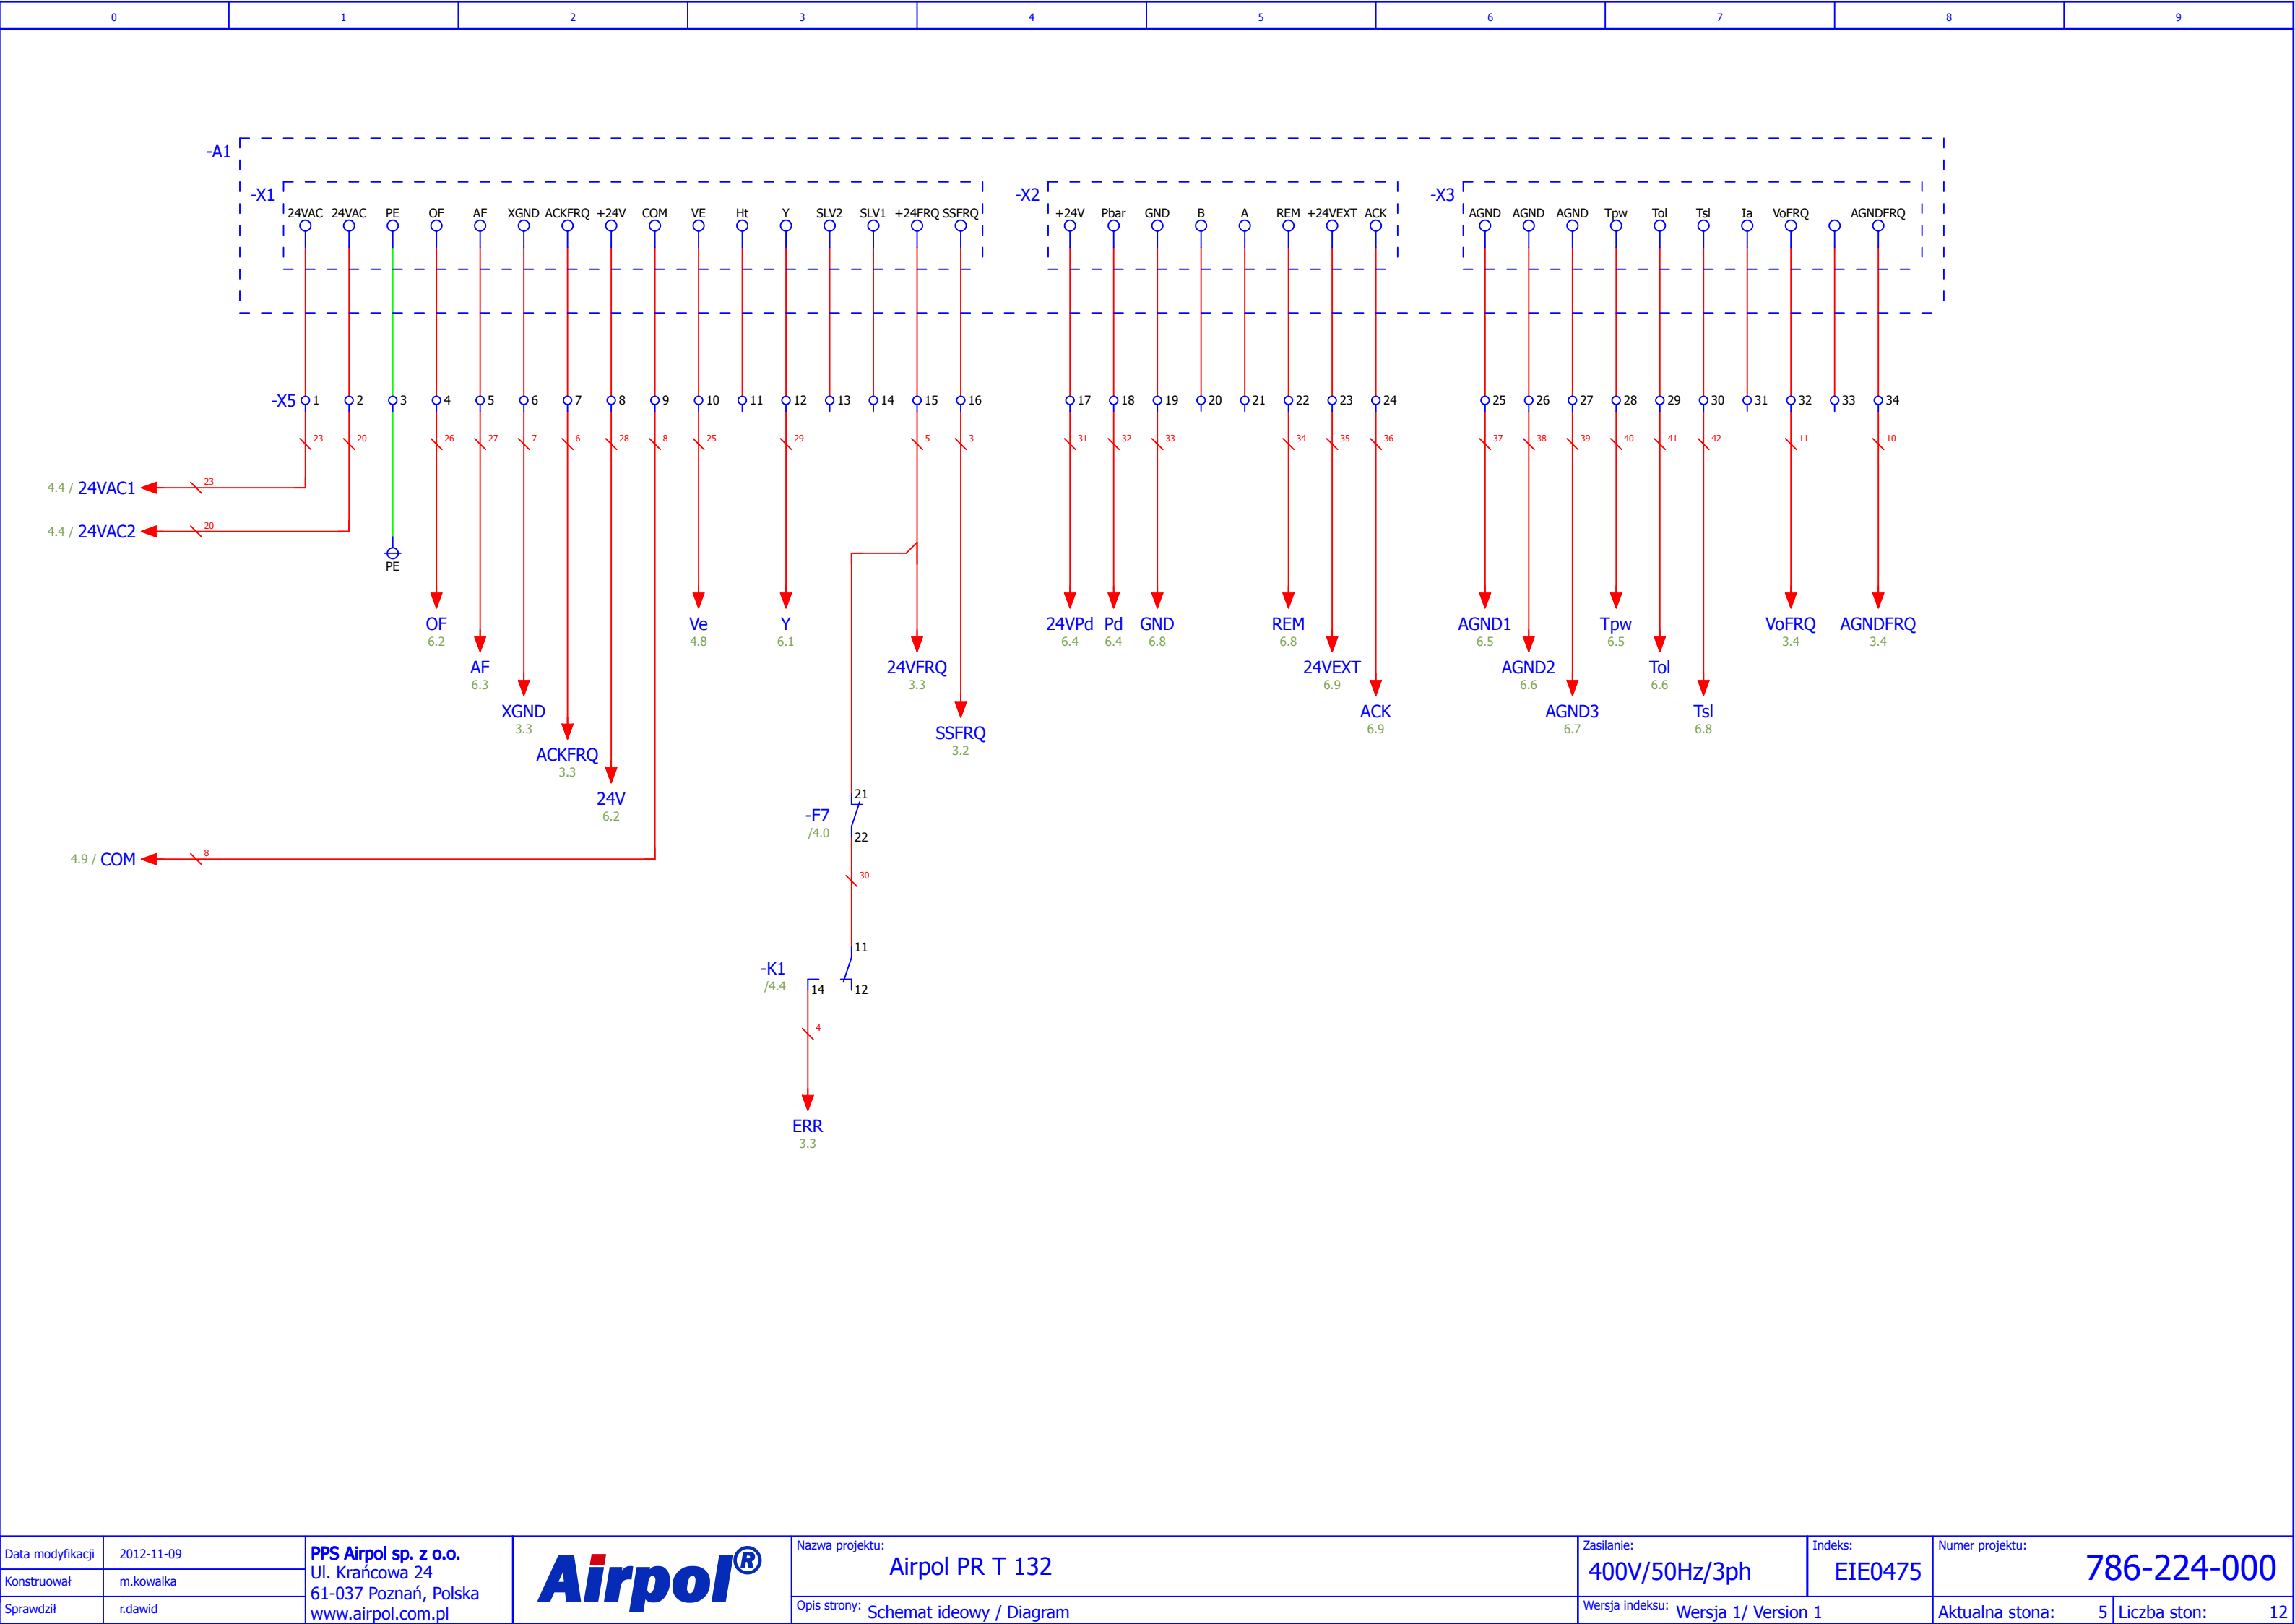 0 1 2 3 4 5 6 7 8 9
-A1
-X1 -X2 -X3
24VAC 24VAC PE OF AF XGND ACKFRQ +24V COM VE Ht Y SLV2 SLV1 +24FRQ SSFRQ +24V Pbar GND B A REM +24VEXT ACK AGND AGND AGND Tpw Tol Tsl Ia VoFRQ AGNDFRQ
-X5 1 2 3 4 5 6 7 8 9 10 11 12 13 14 15 16 17 18 19 20 21 22 23 24 25 26 27 28 29 30 31 32 33 34
23 20 26 27 7 6 28 8 25 29 5 3 31 32 33 34 35 36 37 38 39 40 41 42 11 10
4.4 / 24VAC1 23
4.4 / 24VAC2 20
PE
OF Ve Y 24VPd Pd GND REM AGND1 Tpw VoFRQ AGNDFRQ
6.2 4.8 6.1 6.4 6.4 6.8 6.8 6.5 6.5 3.4 3.4
AF 24VFRQ 24VEXT AGND2 Tol
6.3 3.3 6.9 6.6 6.6
XGND ACK AGND3 Tsl
3.3 6.9 6.7 6.8
SSFRQ
3.2
ACKFRQ
3.3
24V
6.2
21
-F7
/4.0
22
4.9 / COM 8
30
11
-K1
/4.4
14 12
4
ERR
3.3
Data modyfikacji 2012-11-09
Konstruował m.kowalka
Sprawdził r.dawid
PPS Airpol sp. z o.o.
Ul. Krańcowa 24
61-037 Poznań, Polska
www.airpol.com.pl
Airpol®
Nazwa projektu:
Airpol PR T 132
Opis strony: Schemat ideowy / Diagram
Zasilanie:
400V/50Hz/3ph
Indeks:
EIE0475
Wersja indeksu: Wersja 1/ Version 1
Numer projektu:
786-224-000
Aktualna stona: 5 Liczba ston: 12